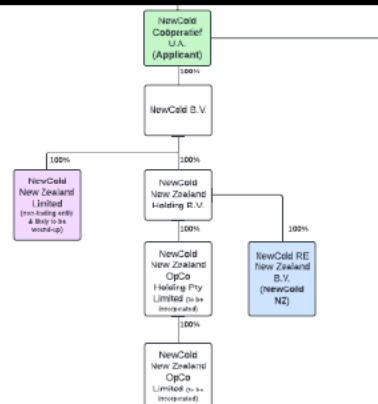 NewCold
Coöperatief
U.A.
(Applicant)
100%
NewCold B.V.
100%
100%
NewCold
New Zealand
Limited
(non-trading entity
& likely to be
wound-up)
NewCold
New Zealand
Holding B.V.
100%
100%
NewCold
New Zealand
OpCo
Holding Pty
Limited (to be
incorporated)
NewCold RE
New Zealand
B.V.
(NewCold
NZ)
100%
NewCold
New Zealand
OpCo
Limited (to be
incorporated)